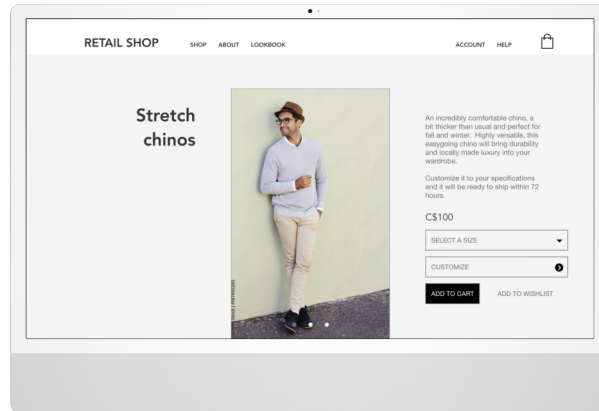 RETAIL SHOP
SHOP ABOUT LOOKBOOK
ACCOUNT HELP
Stretch
chinos
An incredibly comfortable chino, a
bit thicker than usual and perfect for
fall and winter. Highly versatile, this
easygoing chino will bring durability
and locally made luxury into your
wardrobe.
Customize it to your specifications
and it will be ready to ship within 72
hours.
C$100
SELECT A SIZE
CUSTOMIZE
ADD TO CART ADD TO WISHLIST